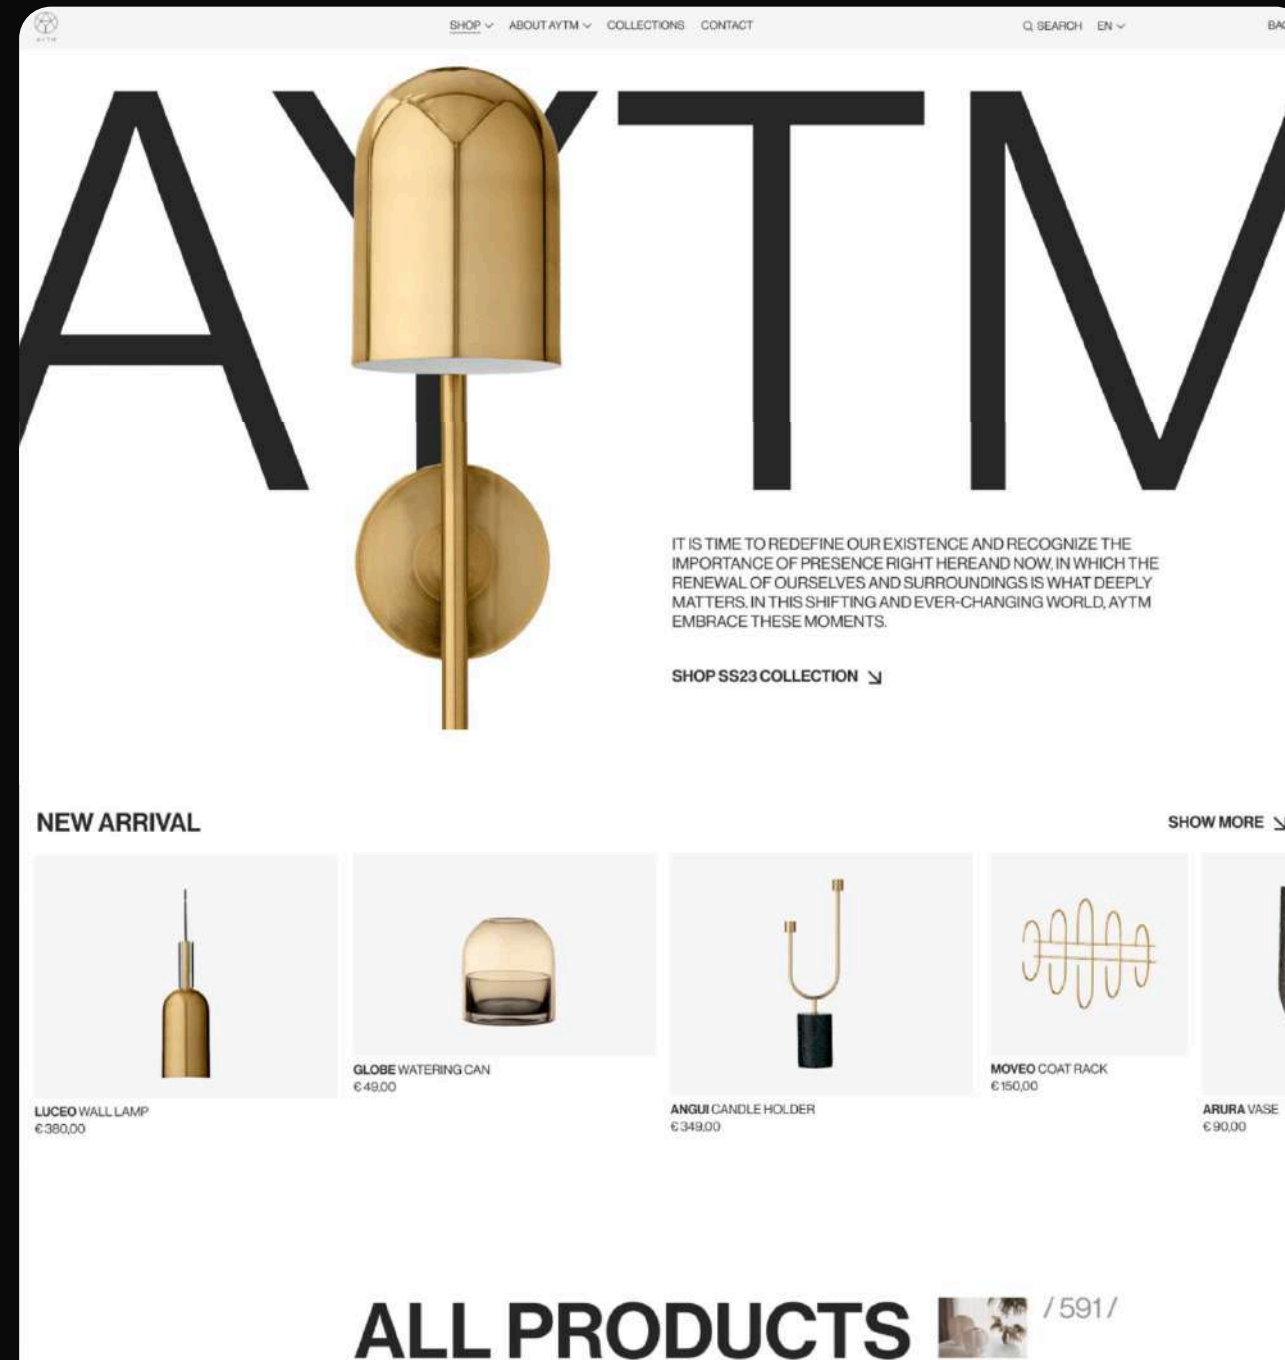 AYTM
SHOP
ABOUT AYTM
COLLECTIONS
CONTACT
SEARCH
EN
AYTM
IT IS TIME TO REDEFINE OUR EXISTENCE AND RECOGNIZE THE
IMPORTANCE OF PRESENCE RIGHT HEREAND NOW, IN WHICH THE
RENEWAL OF OURSELVES AND SURROUNDINGS IS WHAT DEEPLY
MATTERS. IN THIS SHIFTING AND EVER-CHANGING WORLD, AYTM
EMBRACE THESE MOMENTS.
SHOP SS23 COLLECTION
NEW ARRIVAL
SHOW MORE
LUCEO WALL LAMP
€380,00
GLOBE WATERING CAN
€49,00
ANGUI CANDLE HOLDER
€349,00
MOVEO COAT RACK
€150,00
ARURA VASE
€90,00
ALL PRODUCTS
/591/